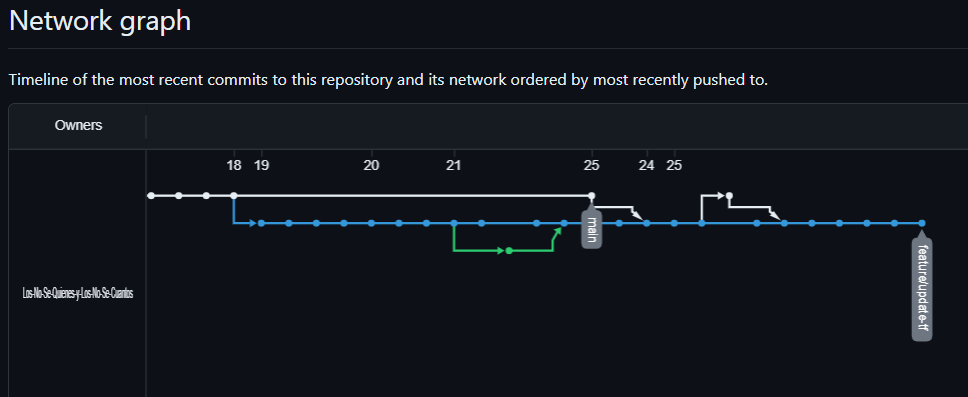 Network graph
Timeline of the most recent commits to this repository and its network ordered by most recently pushed to.
Owners
18 19 20 21 25 24 25
main
feature/update-tf
Los-No-Se-Quienes-y-Los-No-Se-Cuantos